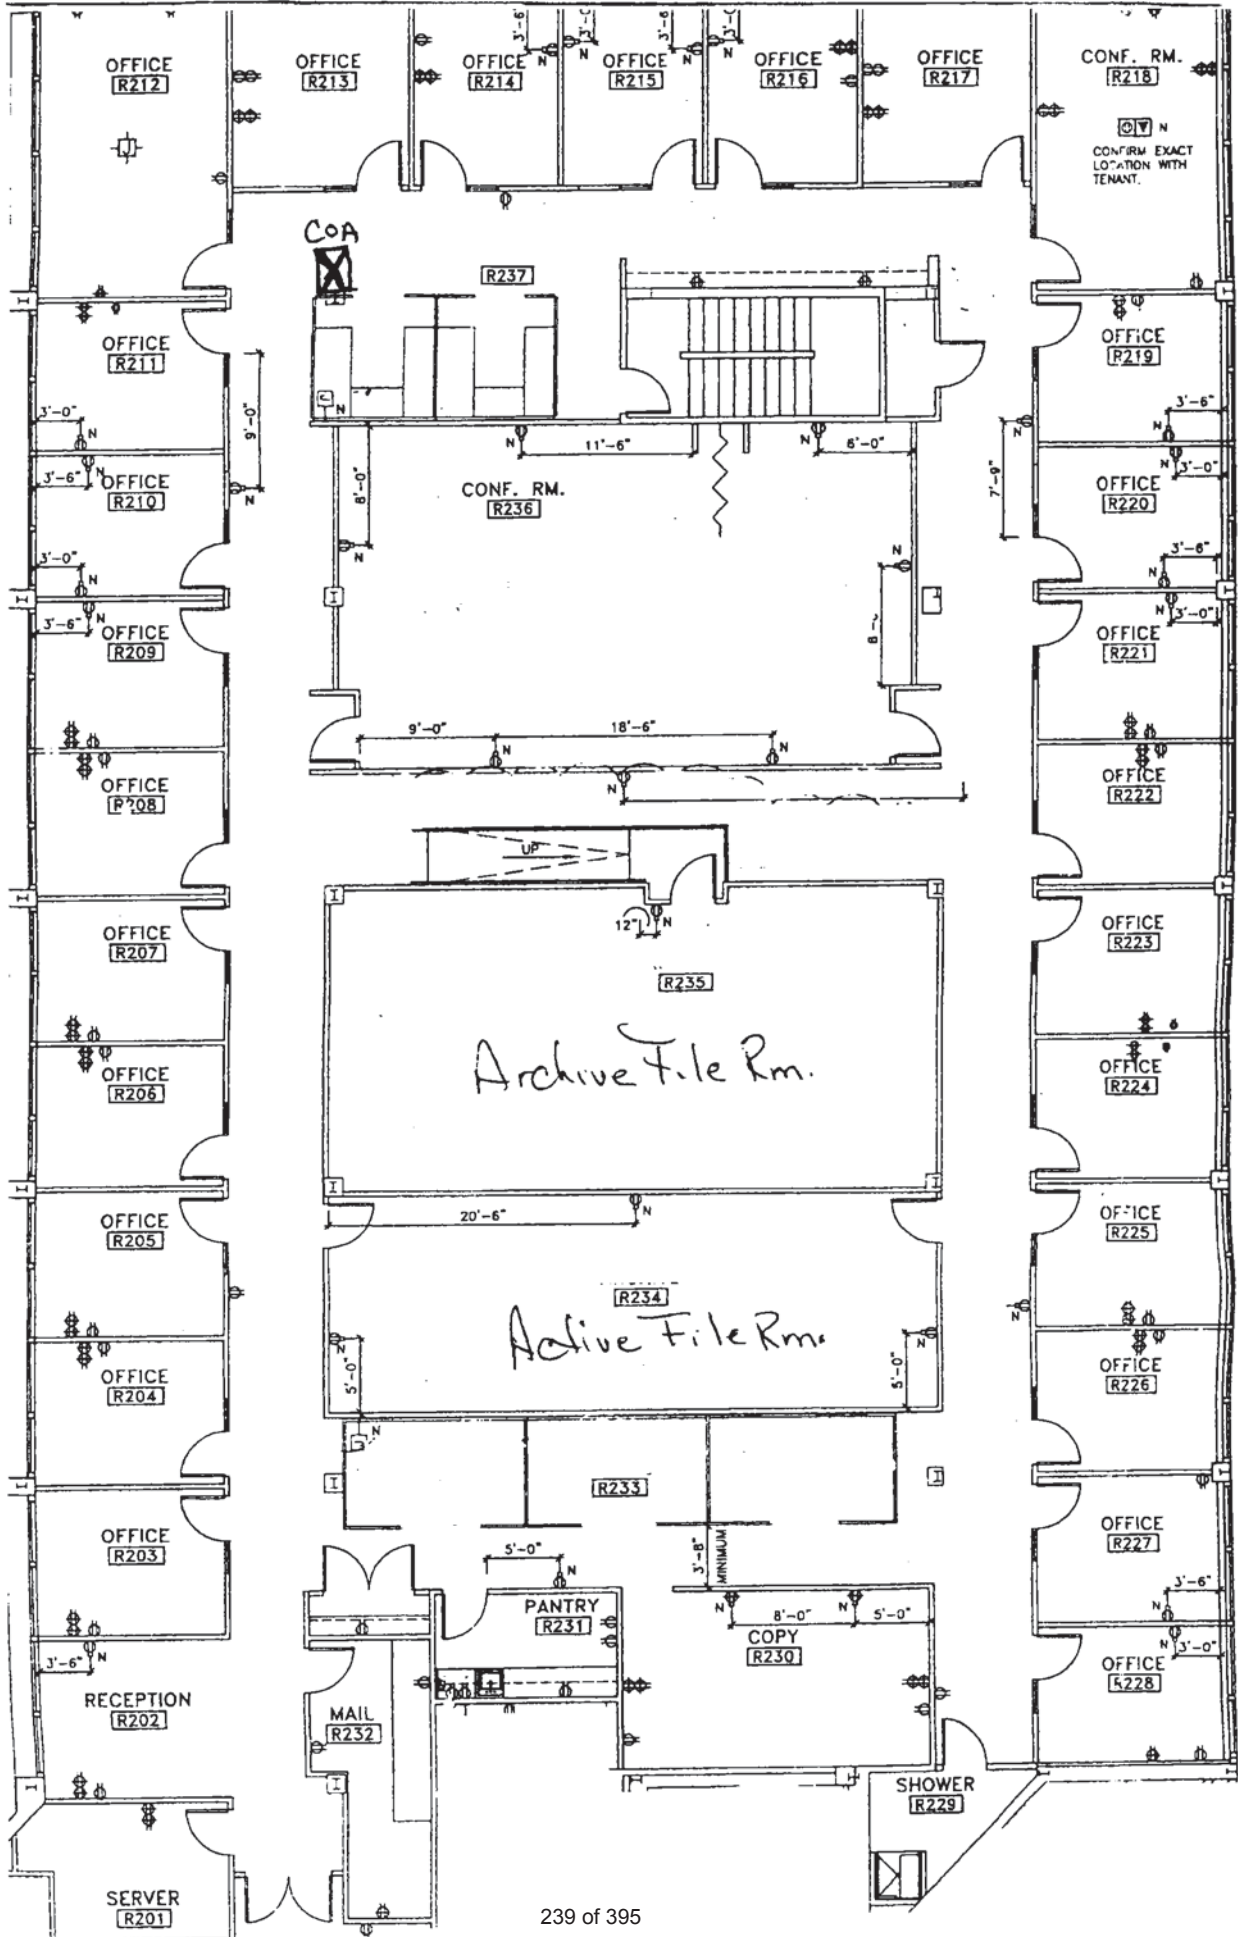 OFFICE
R212
OFFICE
R213
OFFICE
R214
OFFICE
R215
OFFICE
R216
OFFICE
R217
CONF. RM.
R218
3'-6"
N
N
3'-6
N
N
N
CONFIRM EXACT
LOCATION WITH
TENANT.
COA
R237
OFFICE
R211
OFFICE
R219
3'-0"
N
9'-0"
3'-6"
N
OFFICE
R210
N
N
11'-6"
N
6'-0"
8'-0"
N
CONF. RM.
R236
N
7'-9"
3'-6"
N
N
3'-0"
OFFICE
R220
3'-0"
N
N
3'-6"
N
3'-6"
N
OFFICE
R209
N
3'-0"
OFFICE
R221
9'-0"
18'-6"
N
N
OFFICE
R208
N
OFFICE
R222
UP
12"
N
OFFICE
R207
R235
OFFICE
R223
Archive File Rm.
OFFICE
R206
OFFICE
R224
20'-6"
N
OFFICE
R205
OFFICE
R225
R234
N
Active File Rm.
N
5'-0"
N
5'-0"
OFFICE
R204
OFFICE
R226
N
R233
3'-8"
MINIMUM
OFFICE
R203
OFFICE
R227
5'-0"
N
PANTRY
R231
N
8'-0"
N
5'-0"
COPY
R230
3'-6"
N
N
3'-0"
3'-6"
N
OFFICE
R228
RECEPTION
R202
MAIL
R232
SHOWER
R229
SERVER
R201
239 of 395